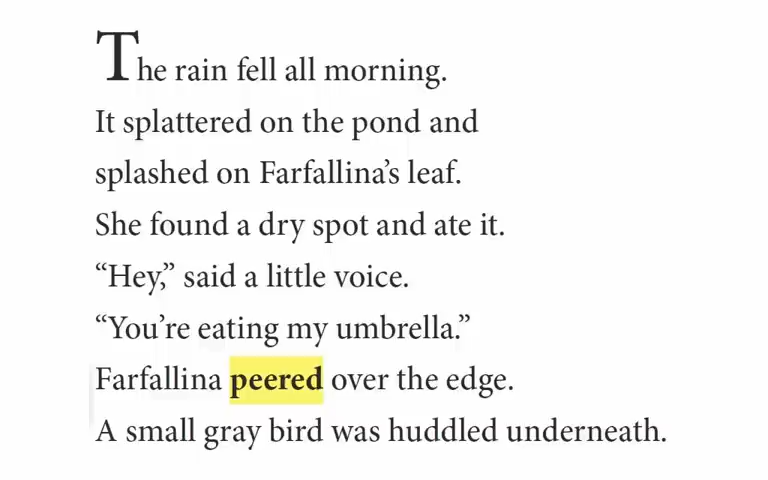 The rain fell all morning.
It splattered on the pond and
splashed on Farfallina’s leaf.
She found a dry spot and ate it.
“Hey,” said a little voice.
“You’re eating my umbrella.”
Farfallina peered over the edge.
A small gray bird was huddled underneath.